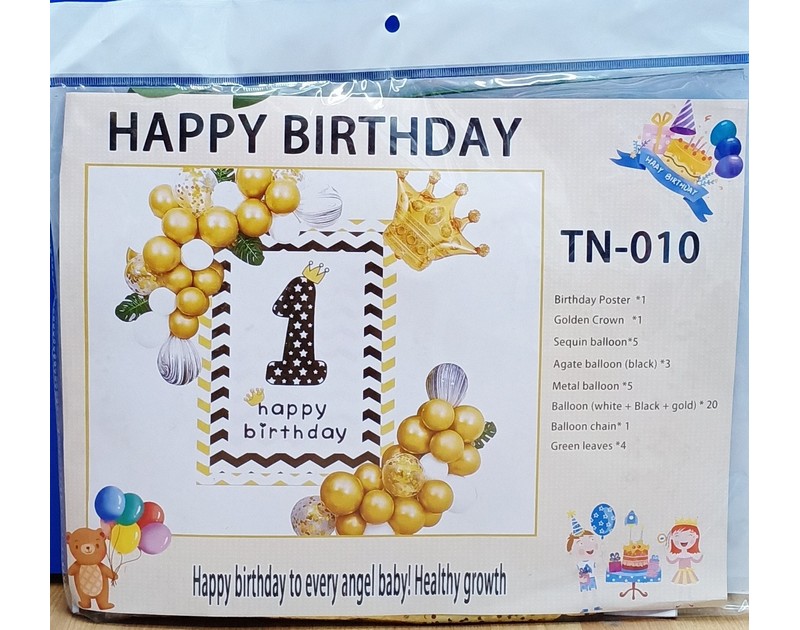 HAPPY BIRTHDAY
HAAY BIRTHDAY
TN-010
1
happy
birthday
Birthday Poster *1
Golden Crown *1
Sequin balloon*5
Agate balloon (black) *3
Metal balloon *5
Balloon (white + Black + gold) * 20
Balloon chain* 1
Green leaves *4
Happy birthday to every angel baby! Healthy growth